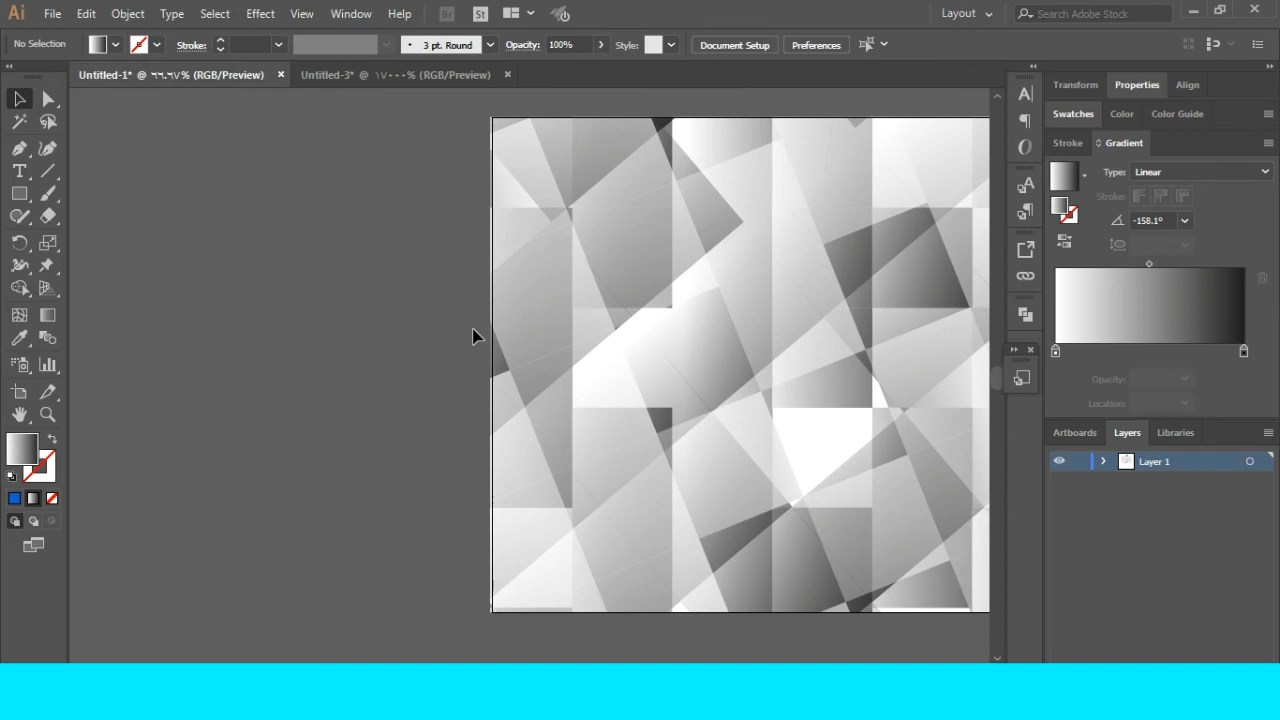 Ai File Edit Object Type Select Effect View Window Help Br St Layout Search Adobe Stock
No Selection Stroke: 3 pt. Round Opacity: 100% Style: Document Setup Preferences
Untitled-1* @ ٦٦.٦٧% (RGB/Preview) Untitled-3* @ ١٧٠٠٠% (RGB/Preview)
Transform Properties Align
Swatches Color Color Guide
Stroke Gradient
Type: Linear
Stroke:
-158.1°
Opacity:
Location:
Artboards Layers Libraries
Layer 1